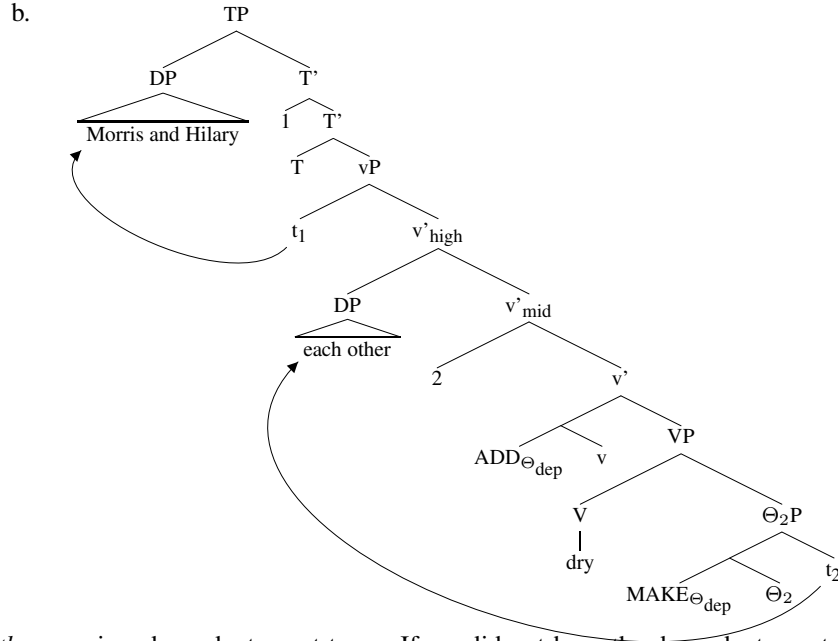 b.
TP
DP T’
Morris and Hilary 1 T’
T vP
t1 v’high
DP v’mid
each other 2 v’
ADDΘdep v VP
V Θ2P
dry
MAKEΘdep Θ2 t2